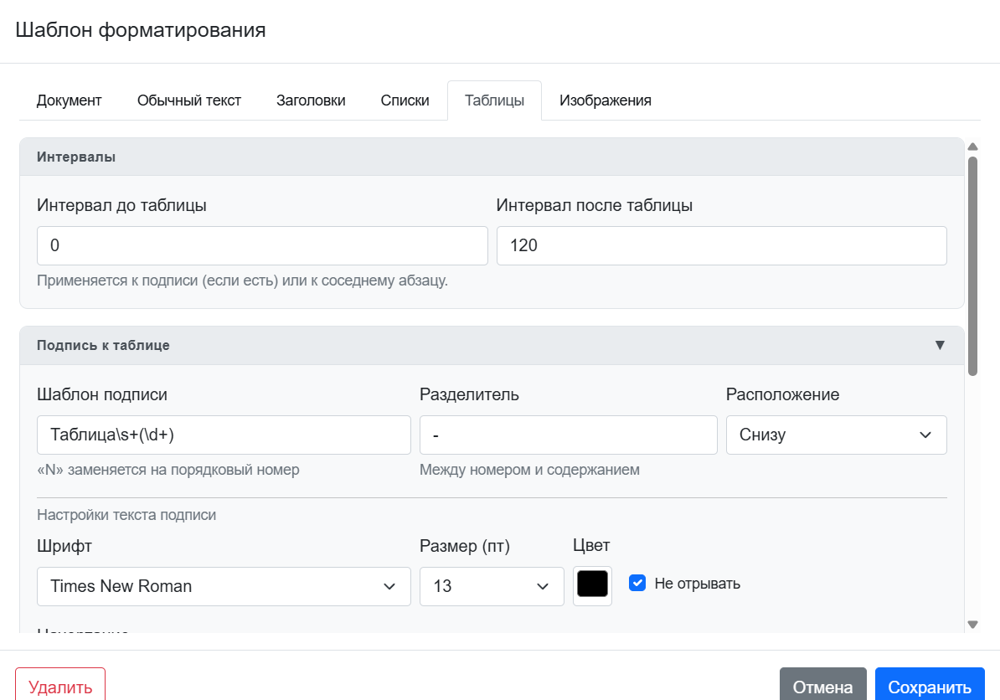 Шаблон форматирования
Документ Обычный текст Заголовки Списки Таблицы Изображения
Интервалы
Интервал до таблицы Интервал после таблицы
0 120
Применяется к подписи (если есть) или к соседнему абзацу.
Подпись к таблице
Шаблон подписи Разделитель Расположение
Таблица\s+(\d+) - Снизу
«N» заменяется на порядковый номер Между номером и содержанием
Настройки текста подписи
Шрифт Размер (пт) Цвет
Times New Roman 13 Не отрывать
Удалить Отмена Сохранить